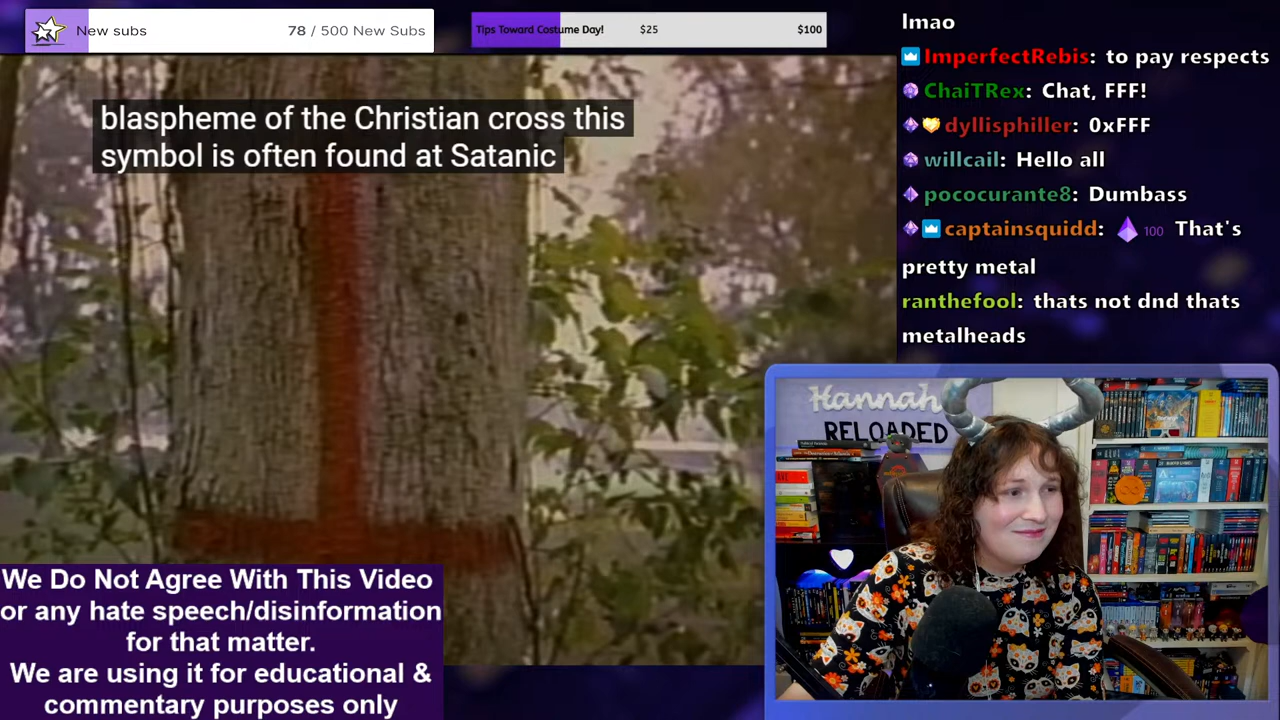 New subs
78 / 500 New Subs
Tips Toward Costume Day!
$25
$100
blaspheme of the Christian cross this
symbol is often found at Satanic
We Do Not Agree With This Video
or any hate speech/disinformation
for that matter.
We are using it for educational &
commentary purposes only
lmao
ImperfectRebis: to pay respects
ChaiTRex: Chat, FFF!
dyllisphiller: 0xFFF
willcail: Hello all
pococurante8: Dumbass
captainsquidd: 100 That's
pretty metal
ranthefool: thats not dnd thats
metalheads
Hannah
RELOADED